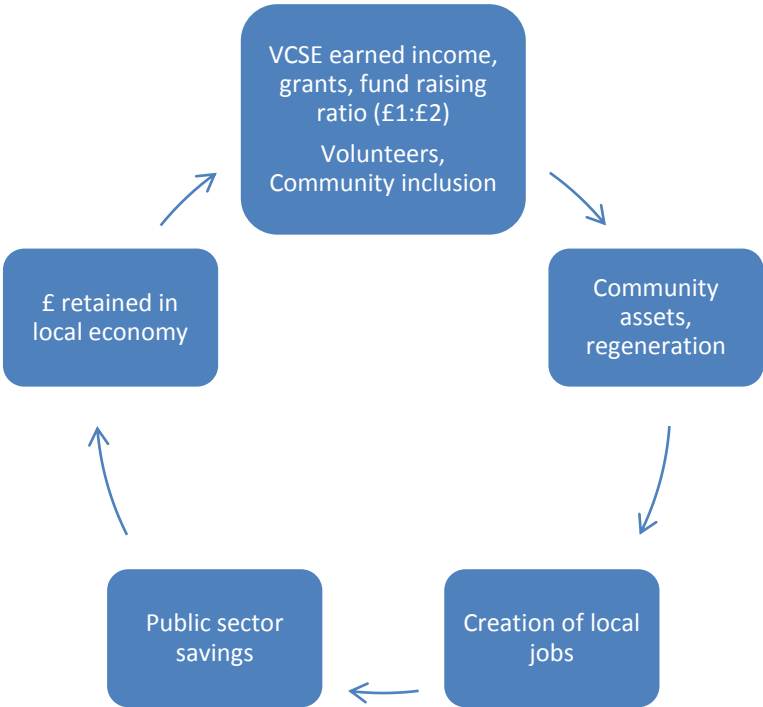 VCSE earned income,
grants, fund raising
ratio (£1:£2)
Volunteers,
Community inclusion
Community
assets,
regeneration
Creation of local
jobs
Public sector
savings
£ retained in
local economy